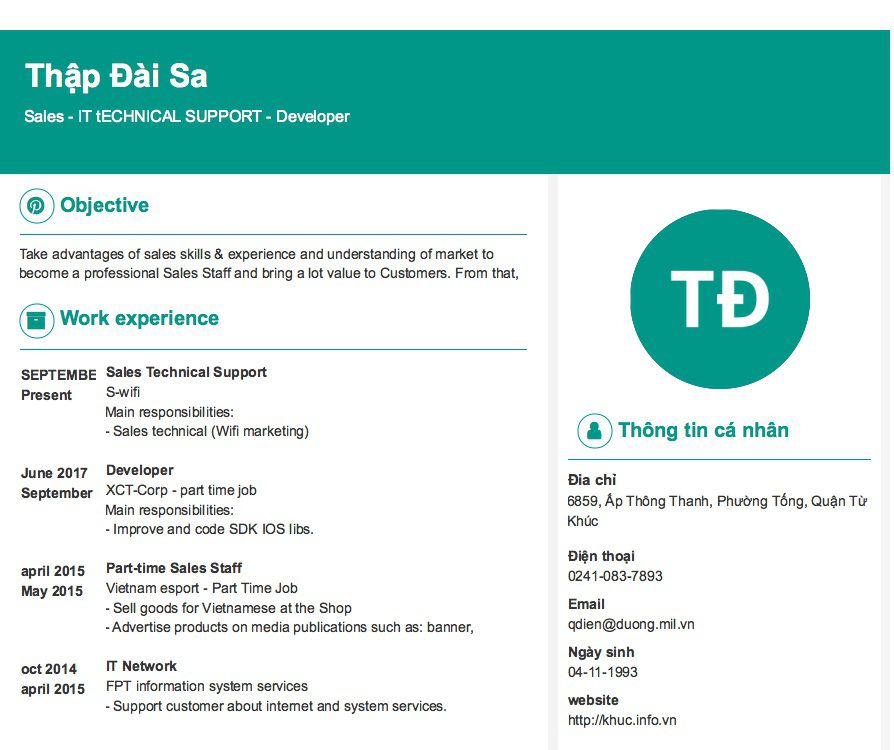 Thập Đài Sa
Sales - IT tECHNICAL SUPPORT - Developer
Objective
Take advantages of sales skills & experience and understanding of market to
become a professional Sales Staff and bring a lot value to Customers. From that,
Work experience
SEPTEMBE
Present
Sales Technical Support
S-wifi
Main responsibilities:
- Sales technical (Wifi marketing)
June 2017
September
Developer
XCT-Corp - part time job
Main responsibilities:
- Improve and code SDK IOS libs.
april 2015
May 2015
Part-time Sales Staff
Vietnam esport - Part Time Job
- Sell goods for Vietnamese at the Shop
- Advertise products on media publications such as: banner,
oct 2014
april 2015
IT Network
FPT information system services
- Support customer about internet and system services.
TĐ
Thông tin cá nhân
Đia chỉ
6859, Ấp Thông Thanh, Phường Tống, Quận Từ
Khúc
Điện thoại
0241-083-7893
Email
qdien@duong.mil.vn
Ngày sinh
04-11-1993
website
http://khuc.info.vn